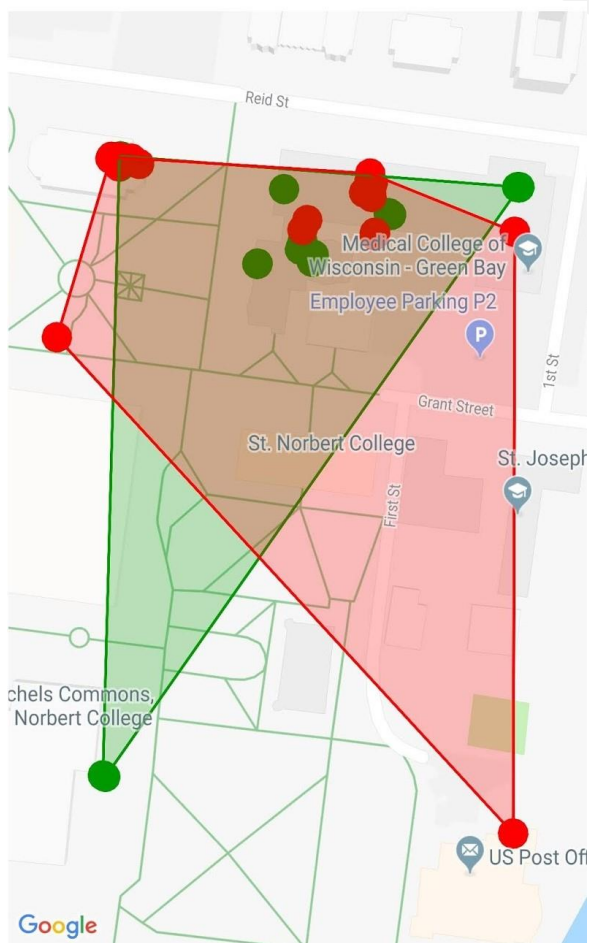 Reid St
Medical College of
Wisconsin - Green Bay
Employee Parking P2
P
1st St
Grant Street
St. Norbert College
St. Joseph
First St
chels Commons,
Norbert College
US Post Off
Google